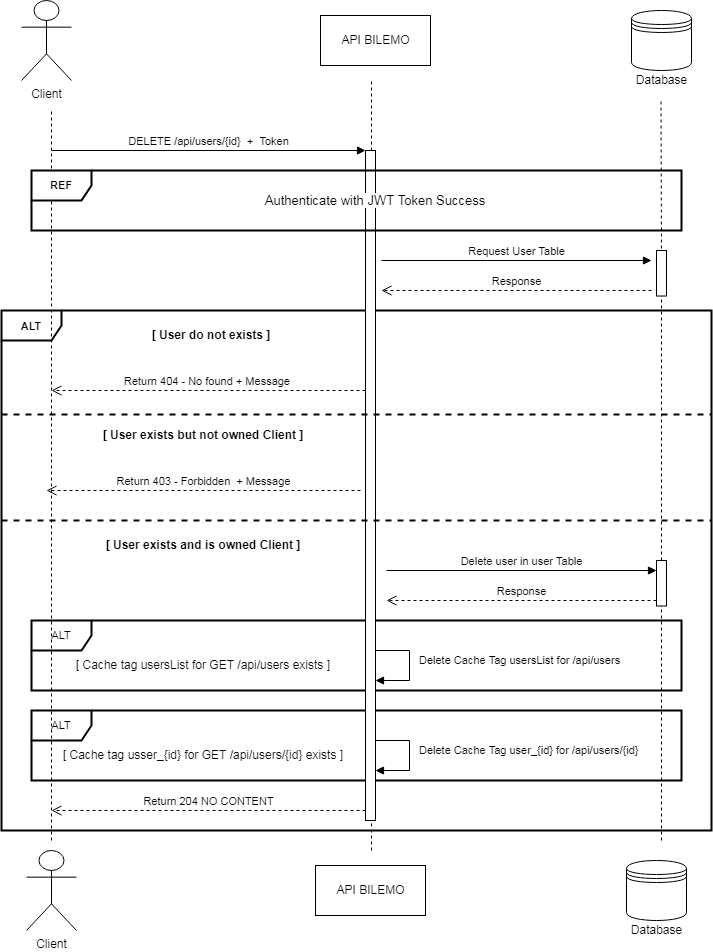 API BILEMO
Database
Client
DELETE /api/users/{id} + Token
REF
Authenticate with JWT Token Success
Request User Table
Response
ALT
[ User do not exists ]
Return 404 - No found + Message
[ User exists but not owned Client ]
Return 403 - Forbidden + Message
[ User exists and is owned Client ]
Delete user in user Table
Response
ALT
[ Cache tag usersList for GET /api/users exists ]
Delete Cache Tag usersList for /api/users
ALT
[ Cache tag usser_{id} for GET /api/users/{id} exists ]
Delete Cache Tag user_{id} for /api/users/{id}
Return 204 NO CONTENT
API BILEMO
Database
Client